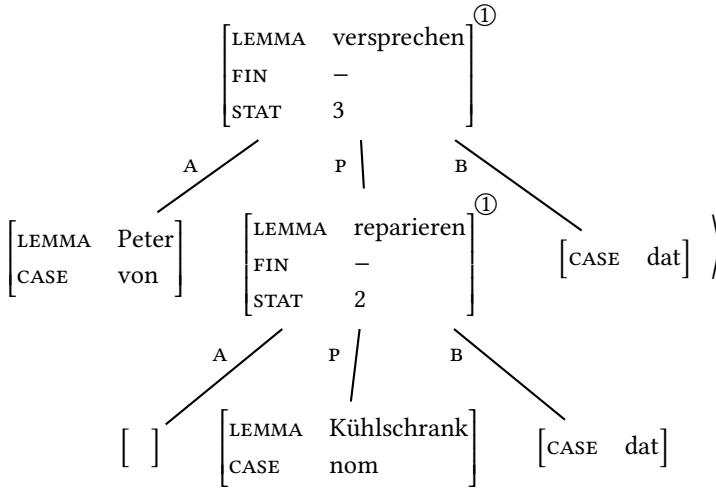 [LEMMA versprechen] ①
[FIN –]
[STAT 3]
A P B
[LEMMA Peter]
[CASE von]
[LEMMA reparieren] ①
[FIN –]
[STAT 2]
[CASE dat] ⟩
A P B
[ ]
[LEMMA Kühlschrank]
[CASE nom]
[CASE dat]